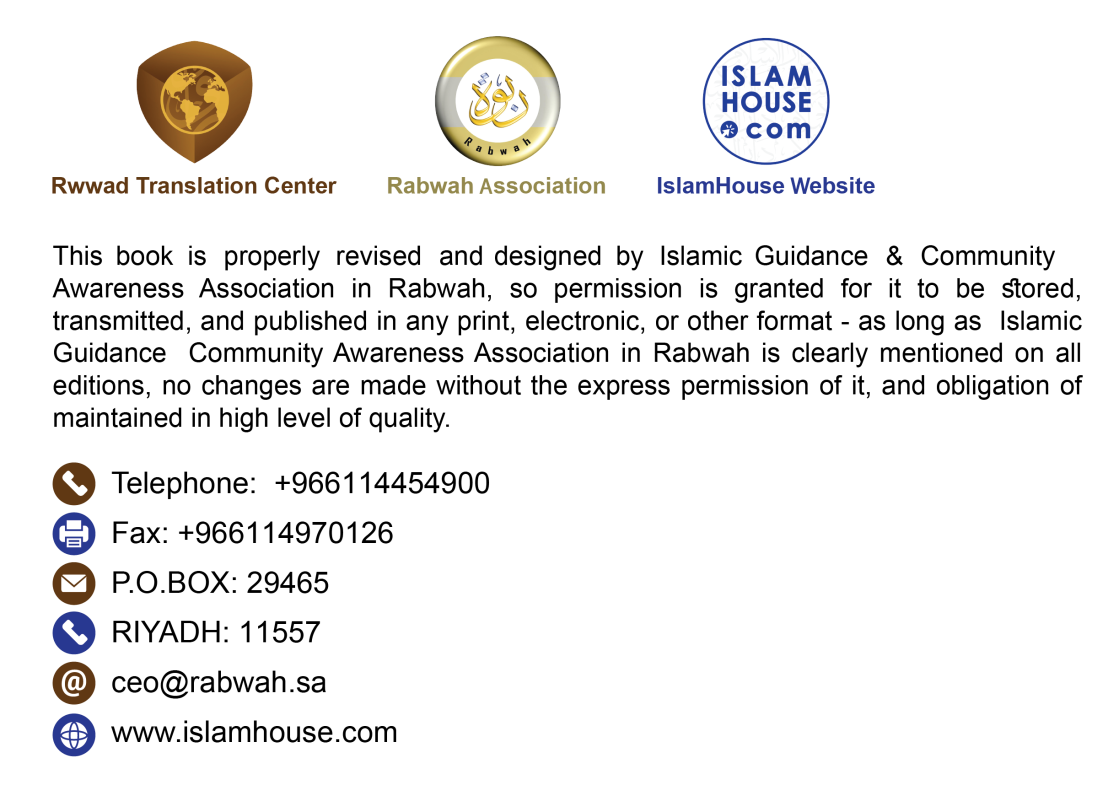 ISLAM
HOUSE
com
ربوة
Rabwah
Rwwad Translation Center
Rabwah Association
IslamHouse Website
This book is properly revised and designed by Islamic Guidance & Community
Awareness Association in Rabwah, so permission is granted for it to be stored,
transmitted, and published in any print, electronic, or other format - as long as Islamic
Guidance Community Awareness Association in Rabwah is clearly mentioned on all
editions, no changes are made without the express permission of it, and obligation of
maintained in high level of quality.
Telephone: +966114454900
Fax: +966114970126
P.O.BOX: 29465
RIYADH: 11557
ceo@rabwah.sa
www.islamhouse.com